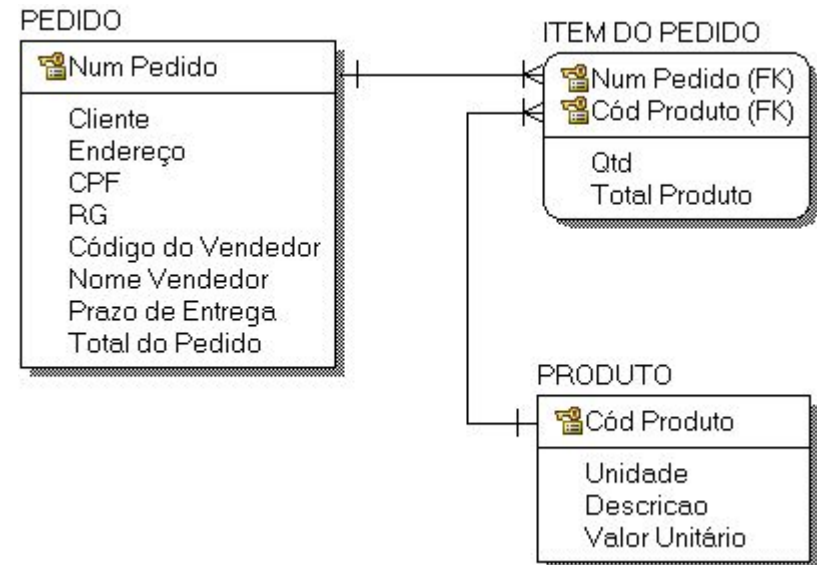 PEDIDO
Num Pedido
Cliente
Endereço
CPF
RG
Código do Vendedor
Nome Vendedor
Prazo de Entrega
Total do Pedido
ITEM DO PEDIDO
Num Pedido (FK)
Cód Produto (FK)
Qtd
Total Produto
PRODUTO
Cód Produto
Unidade
Descricao
Valor Unitário